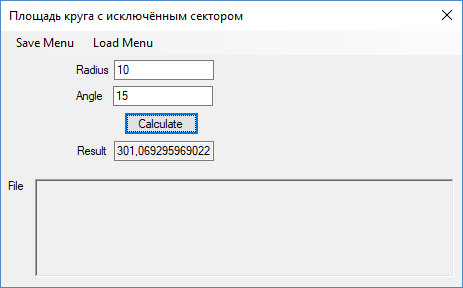 Площадь круга с исключённым сектором
Save Menu Load Menu
Radius 10
Angle 15
Calculate
Result 301,069295969022
File